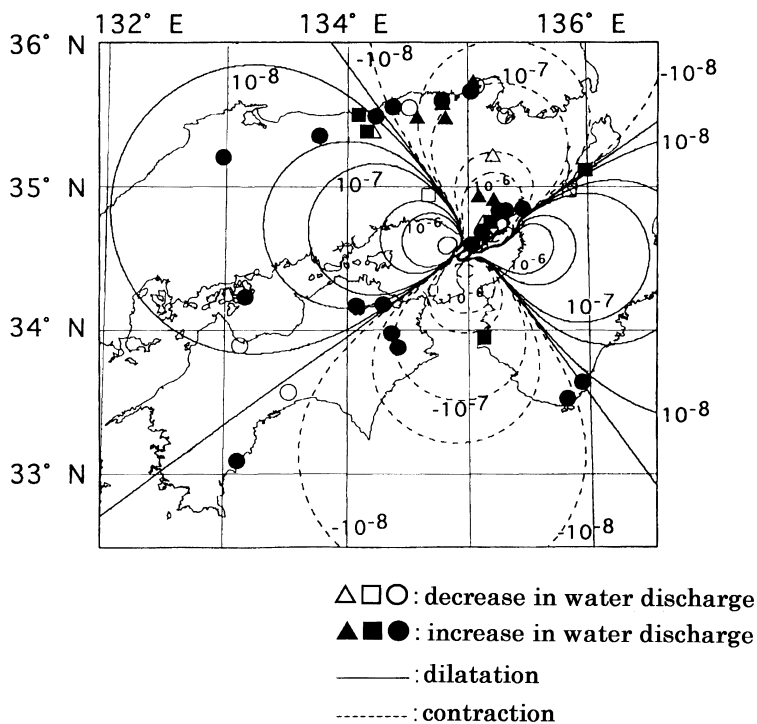 132° E 134° E 136° E
36° N
-10-8
10-8
10-7
-10-8
10-8
35° N
10-7
10-6
10-6
10-6
34° N
10-7
-10-7
10-8
33° N
-10-8
-10-8
△□○: decrease in water discharge
▲■●: increase in water discharge
: dilatation
: contraction